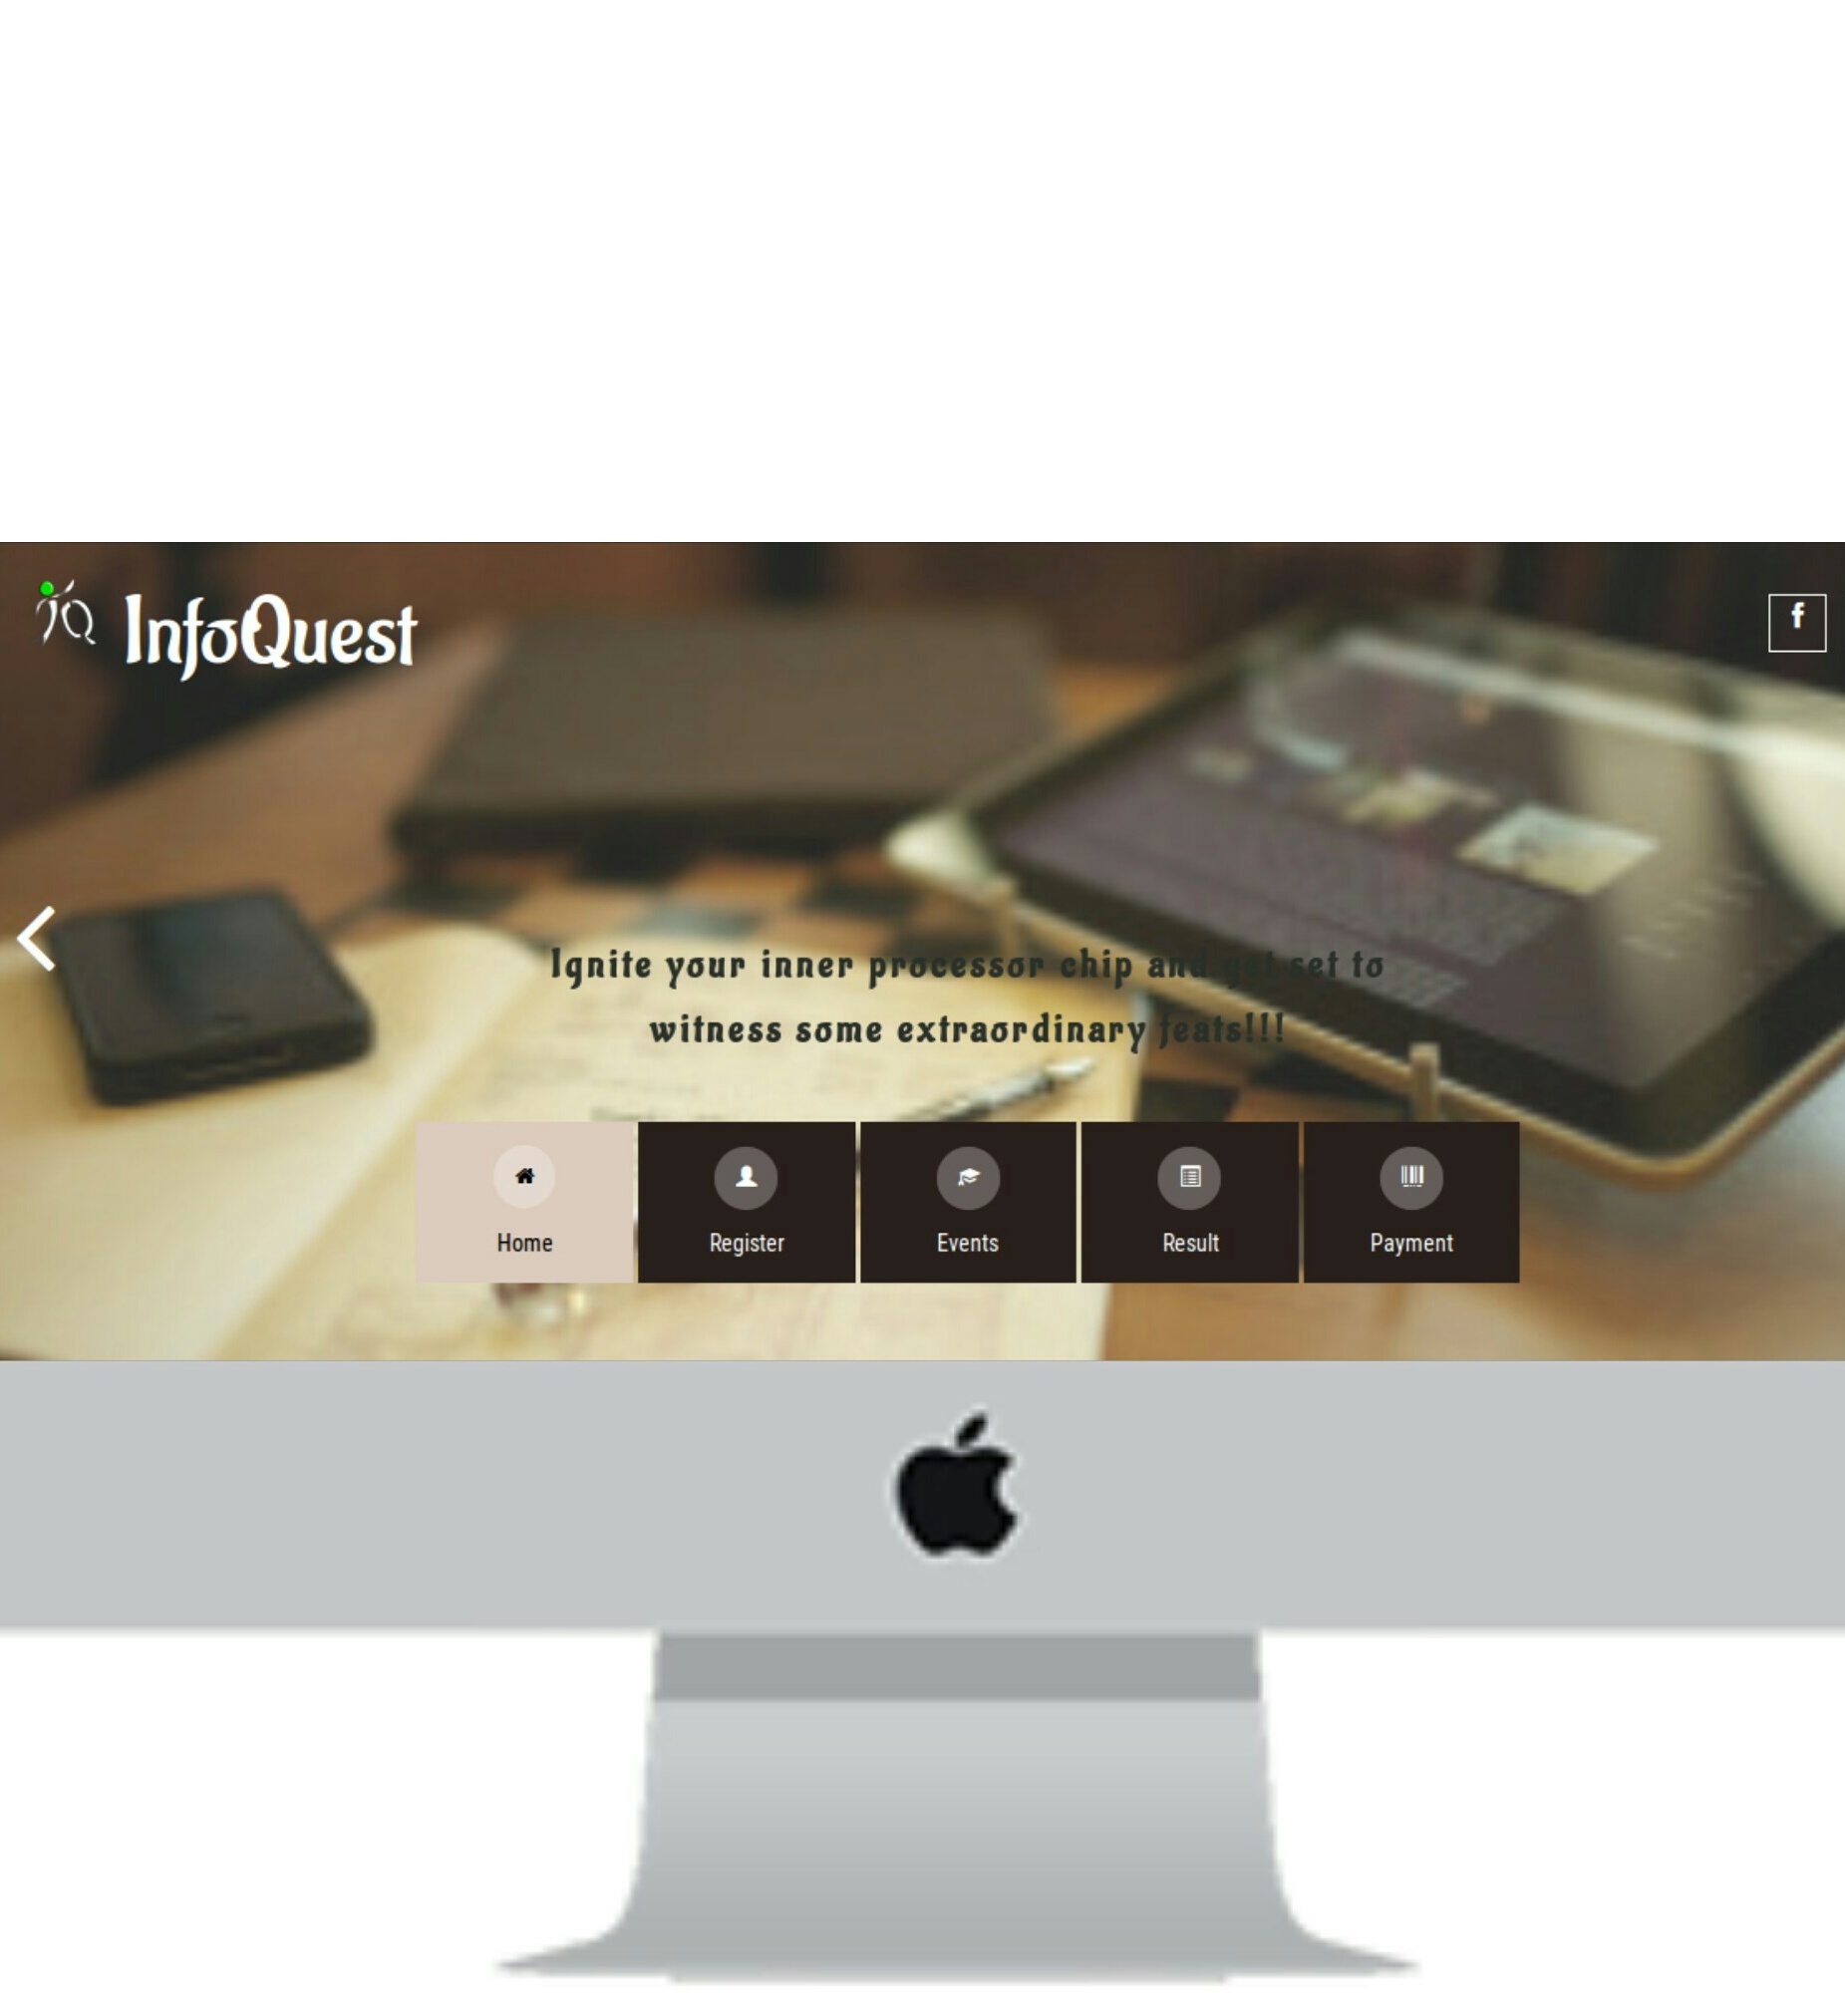 iQ InfoQuest
f
Ignite your inner processor chip and get set to
witness some extraordinary feats!!!
Home Register Events Result Payment